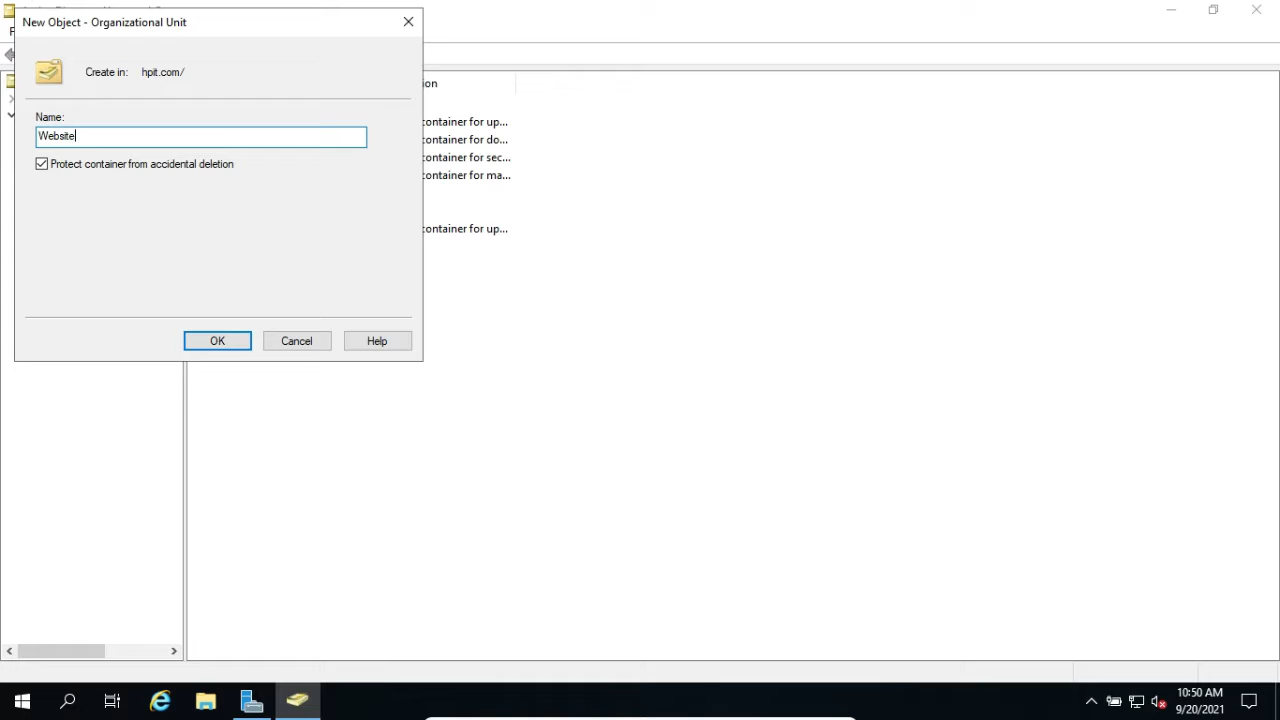 New Object - Organizational Unit
Create in: hpit.com/
Name:
Website
Protect container from accidental deletion
OK
Cancel
Help
ion
container for up...
container for do...
container for sec...
container for ma...
container for up...
10:50 AM
9/20/2021